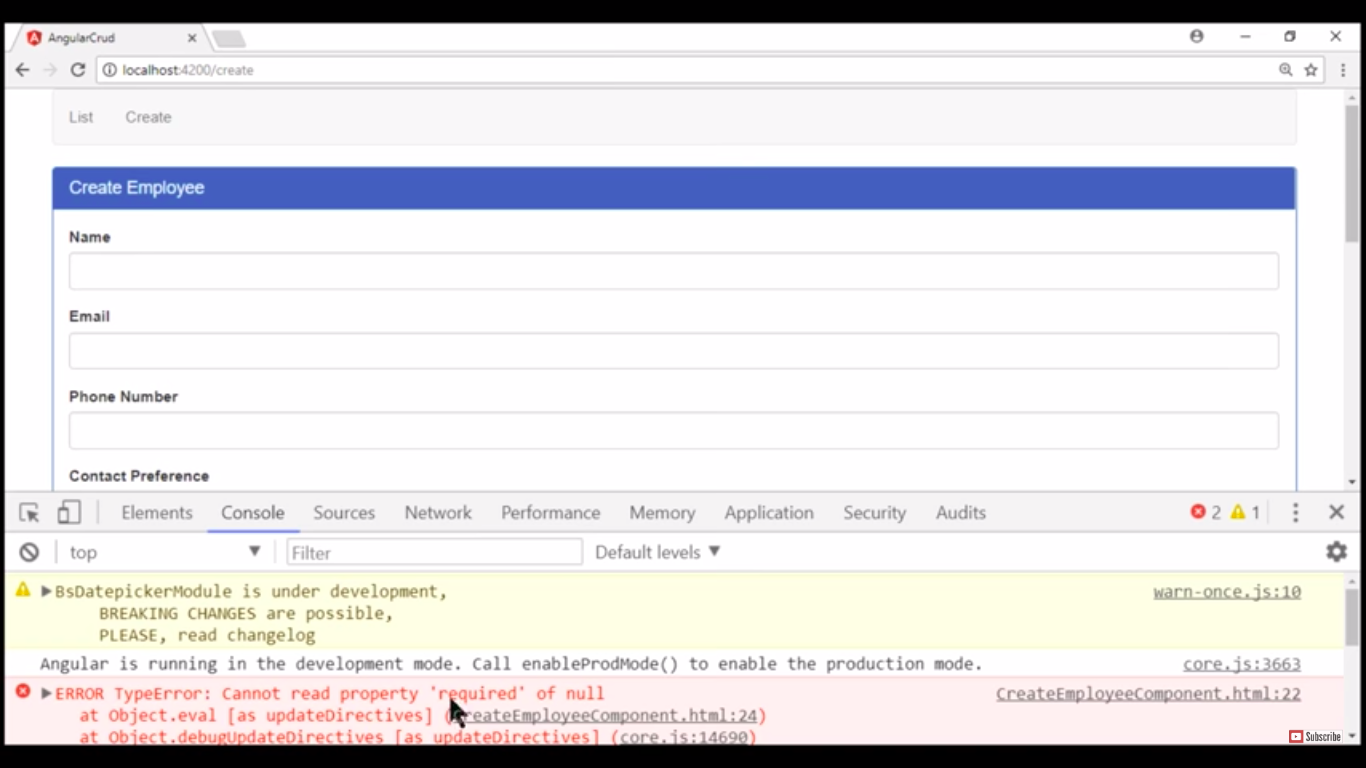 AngularCrud
localhost:4200/create
List Create
Create Employee
Name
Email
Phone Number
Contact Preference
Elements Console Sources Network Performance Memory Application Security Audits 2 1
top Filter Default levels
BsDatepickerModule is under development, warn-once.js:10
BREAKING CHANGES are possible,
PLEASE, read changelog
Angular is running in the development mode. Call enableProdMode() to enable the production mode. core.js:3663
ERROR TypeError: Cannot read property 'required' of null CreateEmployeeComponent.html:22
at Object.eval [as updateDirectives] (CreateEmployeeComponent.html:24)
at Object.debugUpdateDirectives [as updateDirectives] (core.js:14690)
Subscribe